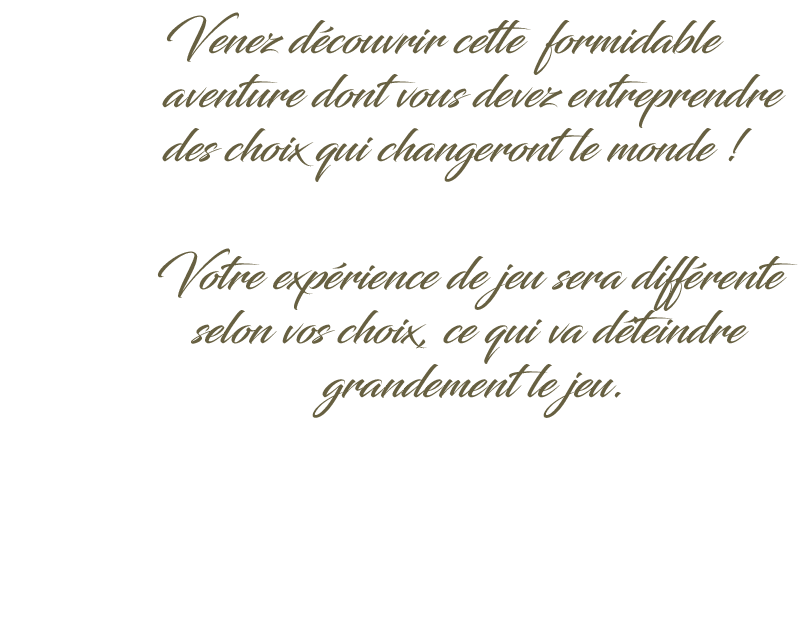 Venez découvrir cette formidable
aventure dont vous devez entreprendre
des choix qui changeront le monde !
Votre expérience de jeu sera différente
selon vos choix, ce qui va déteindre
grandement le jeu.